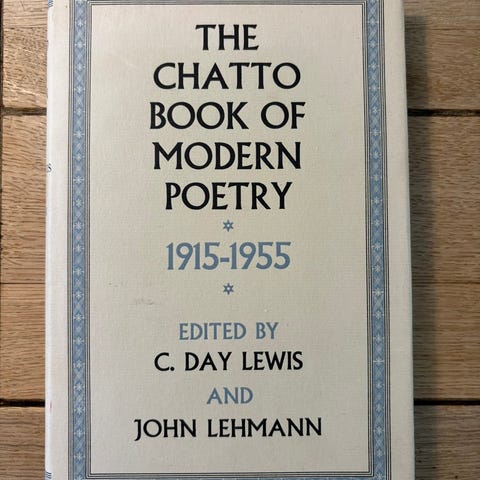 THE
CHATTO
BOOK OF
MODERN
POETRY
1915-1955
EDITED BY
C. DAY LEWIS
AND
JOHN LEHMANN